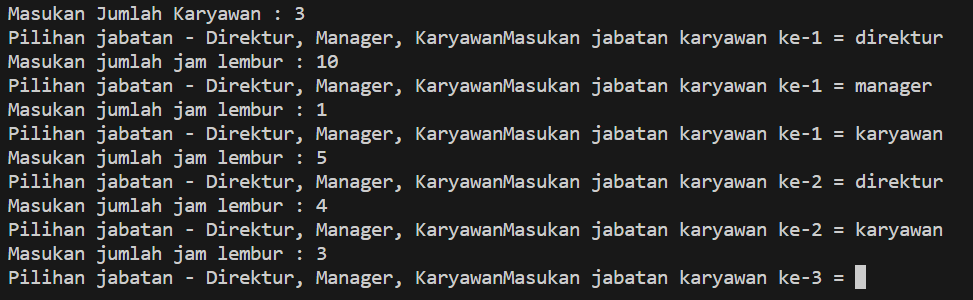 Masukan Jumlah Karyawan : 3
Pilihan jabatan - Direktur, Manager, KaryawanMasukan jabatan karyawan ke-1 = direktur
Masukan jumlah jam lembur : 10
Pilihan jabatan - Direktur, Manager, KaryawanMasukan jabatan karyawan ke-1 = manager
Masukan jumlah jam lembur : 1
Pilihan jabatan - Direktur, Manager, KaryawanMasukan jabatan karyawan ke-1 = karyawan
Masukan jumlah jam lembur : 5
Pilihan jabatan - Direktur, Manager, KaryawanMasukan jabatan karyawan ke-2 = direktur
Masukan jumlah jam lembur : 4
Pilihan jabatan - Direktur, Manager, KaryawanMasukan jabatan karyawan ke-2 = karyawan
Masukan jumlah jam lembur : 3
Pilihan jabatan - Direktur, Manager, KaryawanMasukan jabatan karyawan ke-3 =